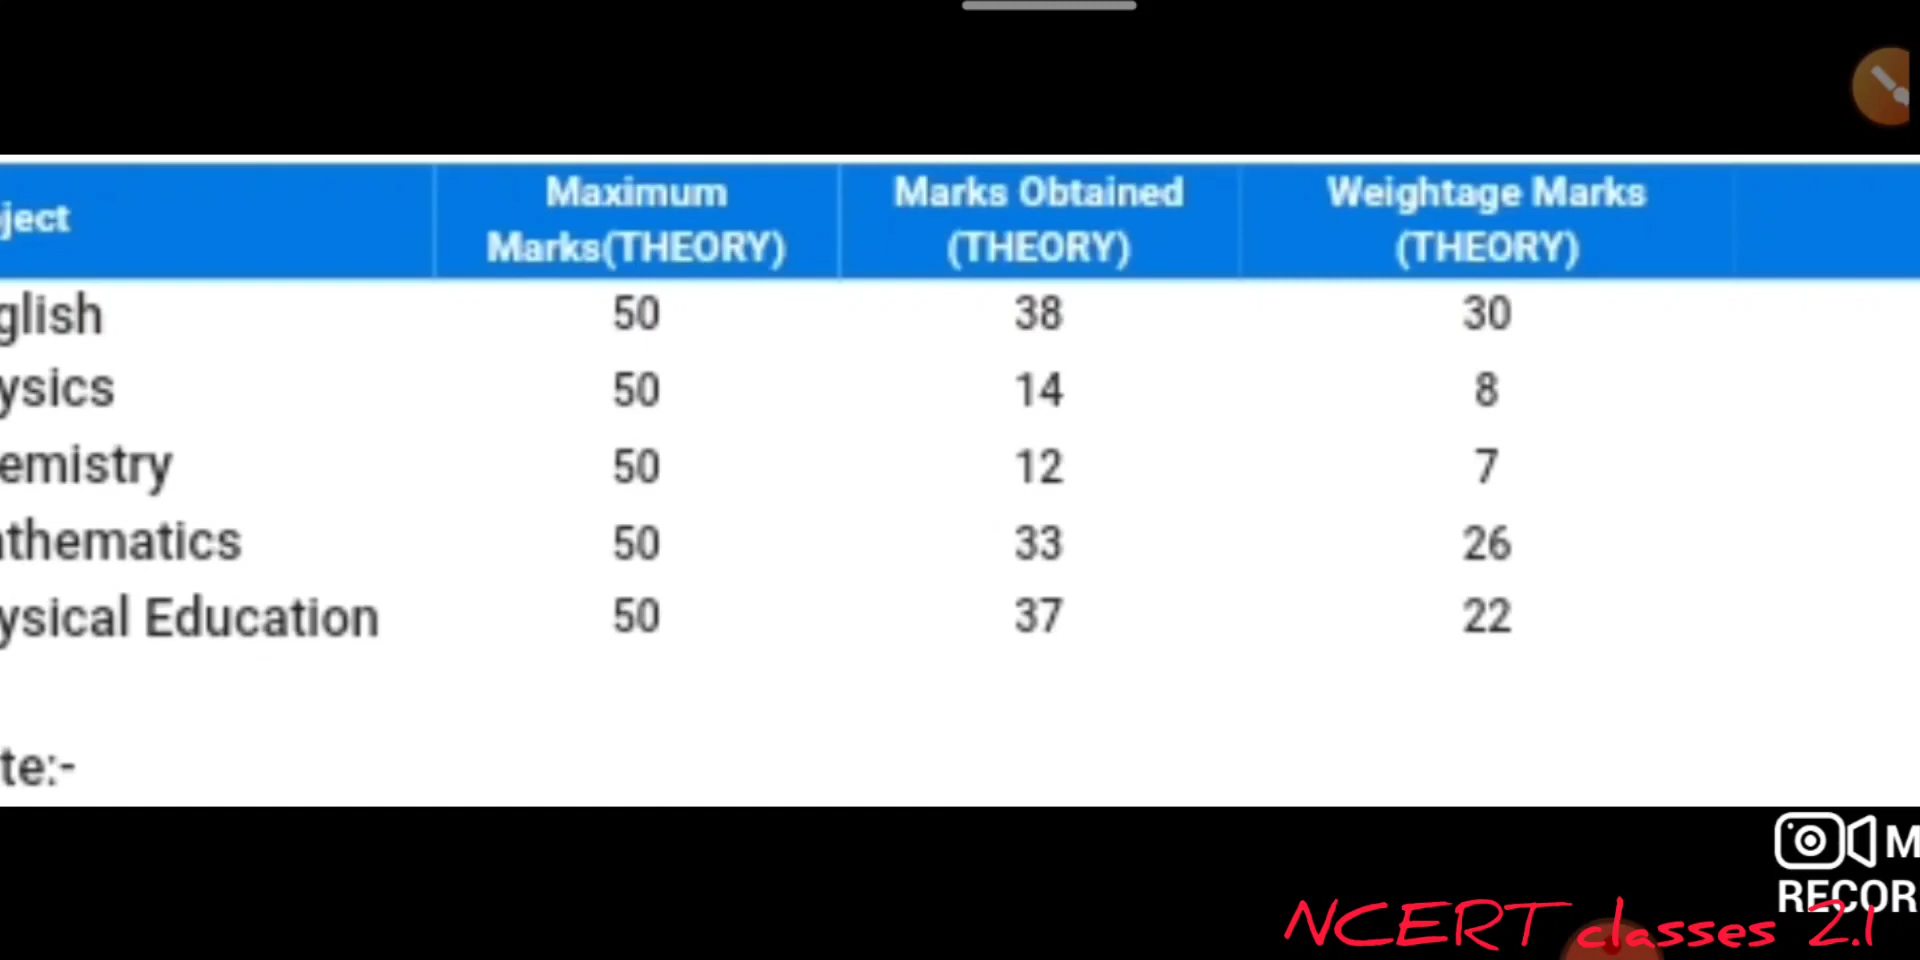 ject Maximum Marks(THEORY) Marks Obtained (THEORY) Weightage Marks (THEORY)
glish 50 38 30
ysics 50 14 8
emistry 50 12 7
thematics 50 33 26
ysical Education 50 37 22
te:-
M
RECOR
NCERT classes 2.1